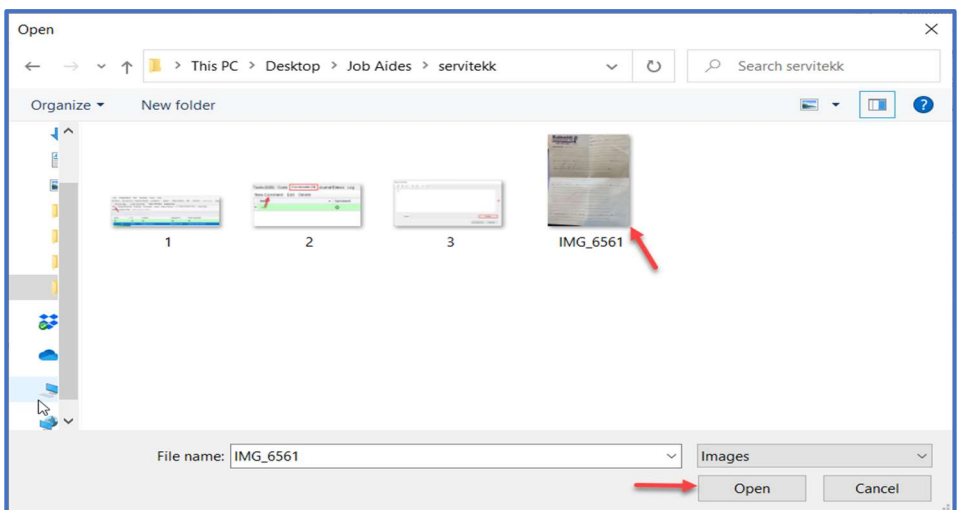 Open
This PC > Desktop > Job Aides > servitekk
Search servitekk
Organize
New folder
1
2
3
IMG_6561
File name: IMG_6561
Images
Open
Cancel